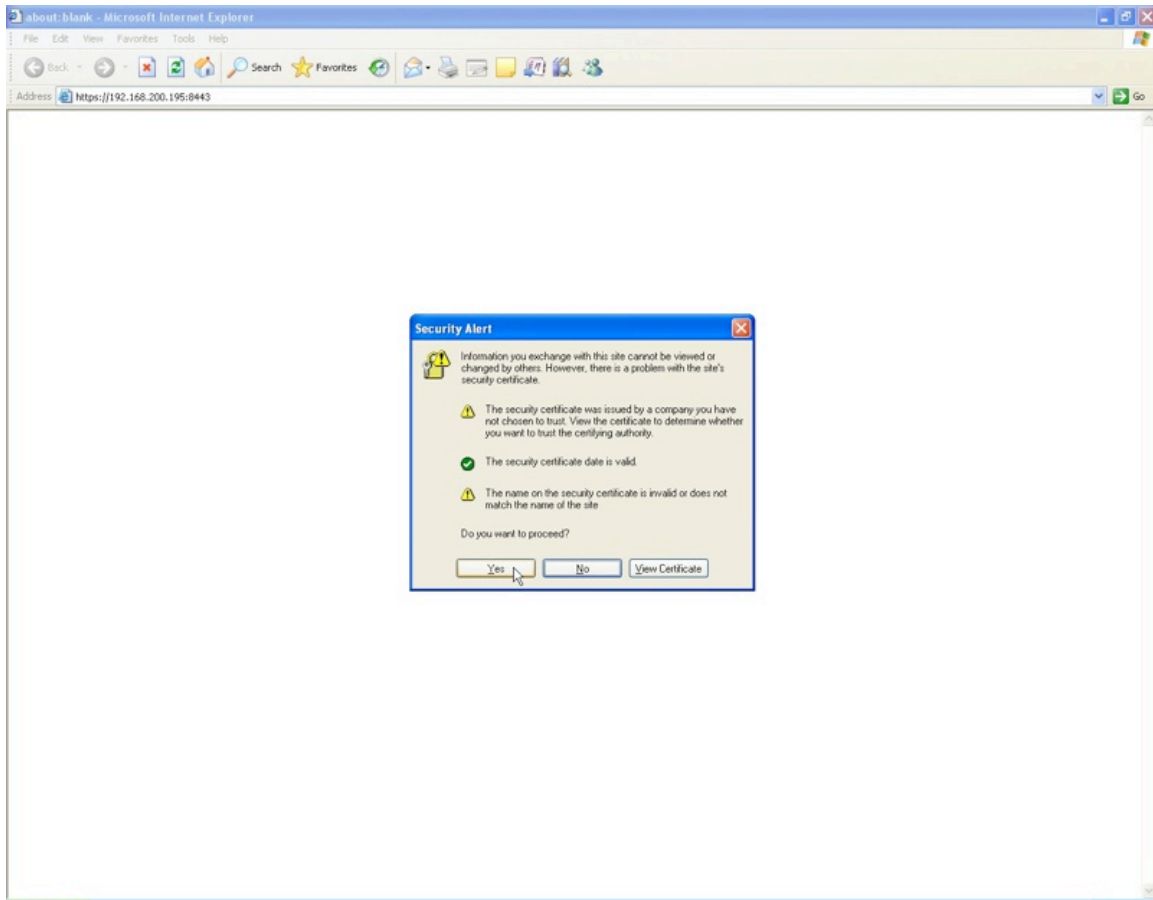 about:blank - Microsoft Internet Explorer
File Edit View Favorites Tools Help
Back Search Favorites
Address https://192.168.200.195:8443 Go
Security Alert
Information you exchange with this site cannot be viewed or
changed by others. However, there is a problem with the site's
security certificate.
The security certificate was issued by a company you have
not chosen to trust. View the certificate to determine whether
you want to trust the certifying authority.
The security certificate date is valid.
The name on the security certificate is invalid or does not
match the name of the site
Do you want to proceed?
Yes No View Certificate